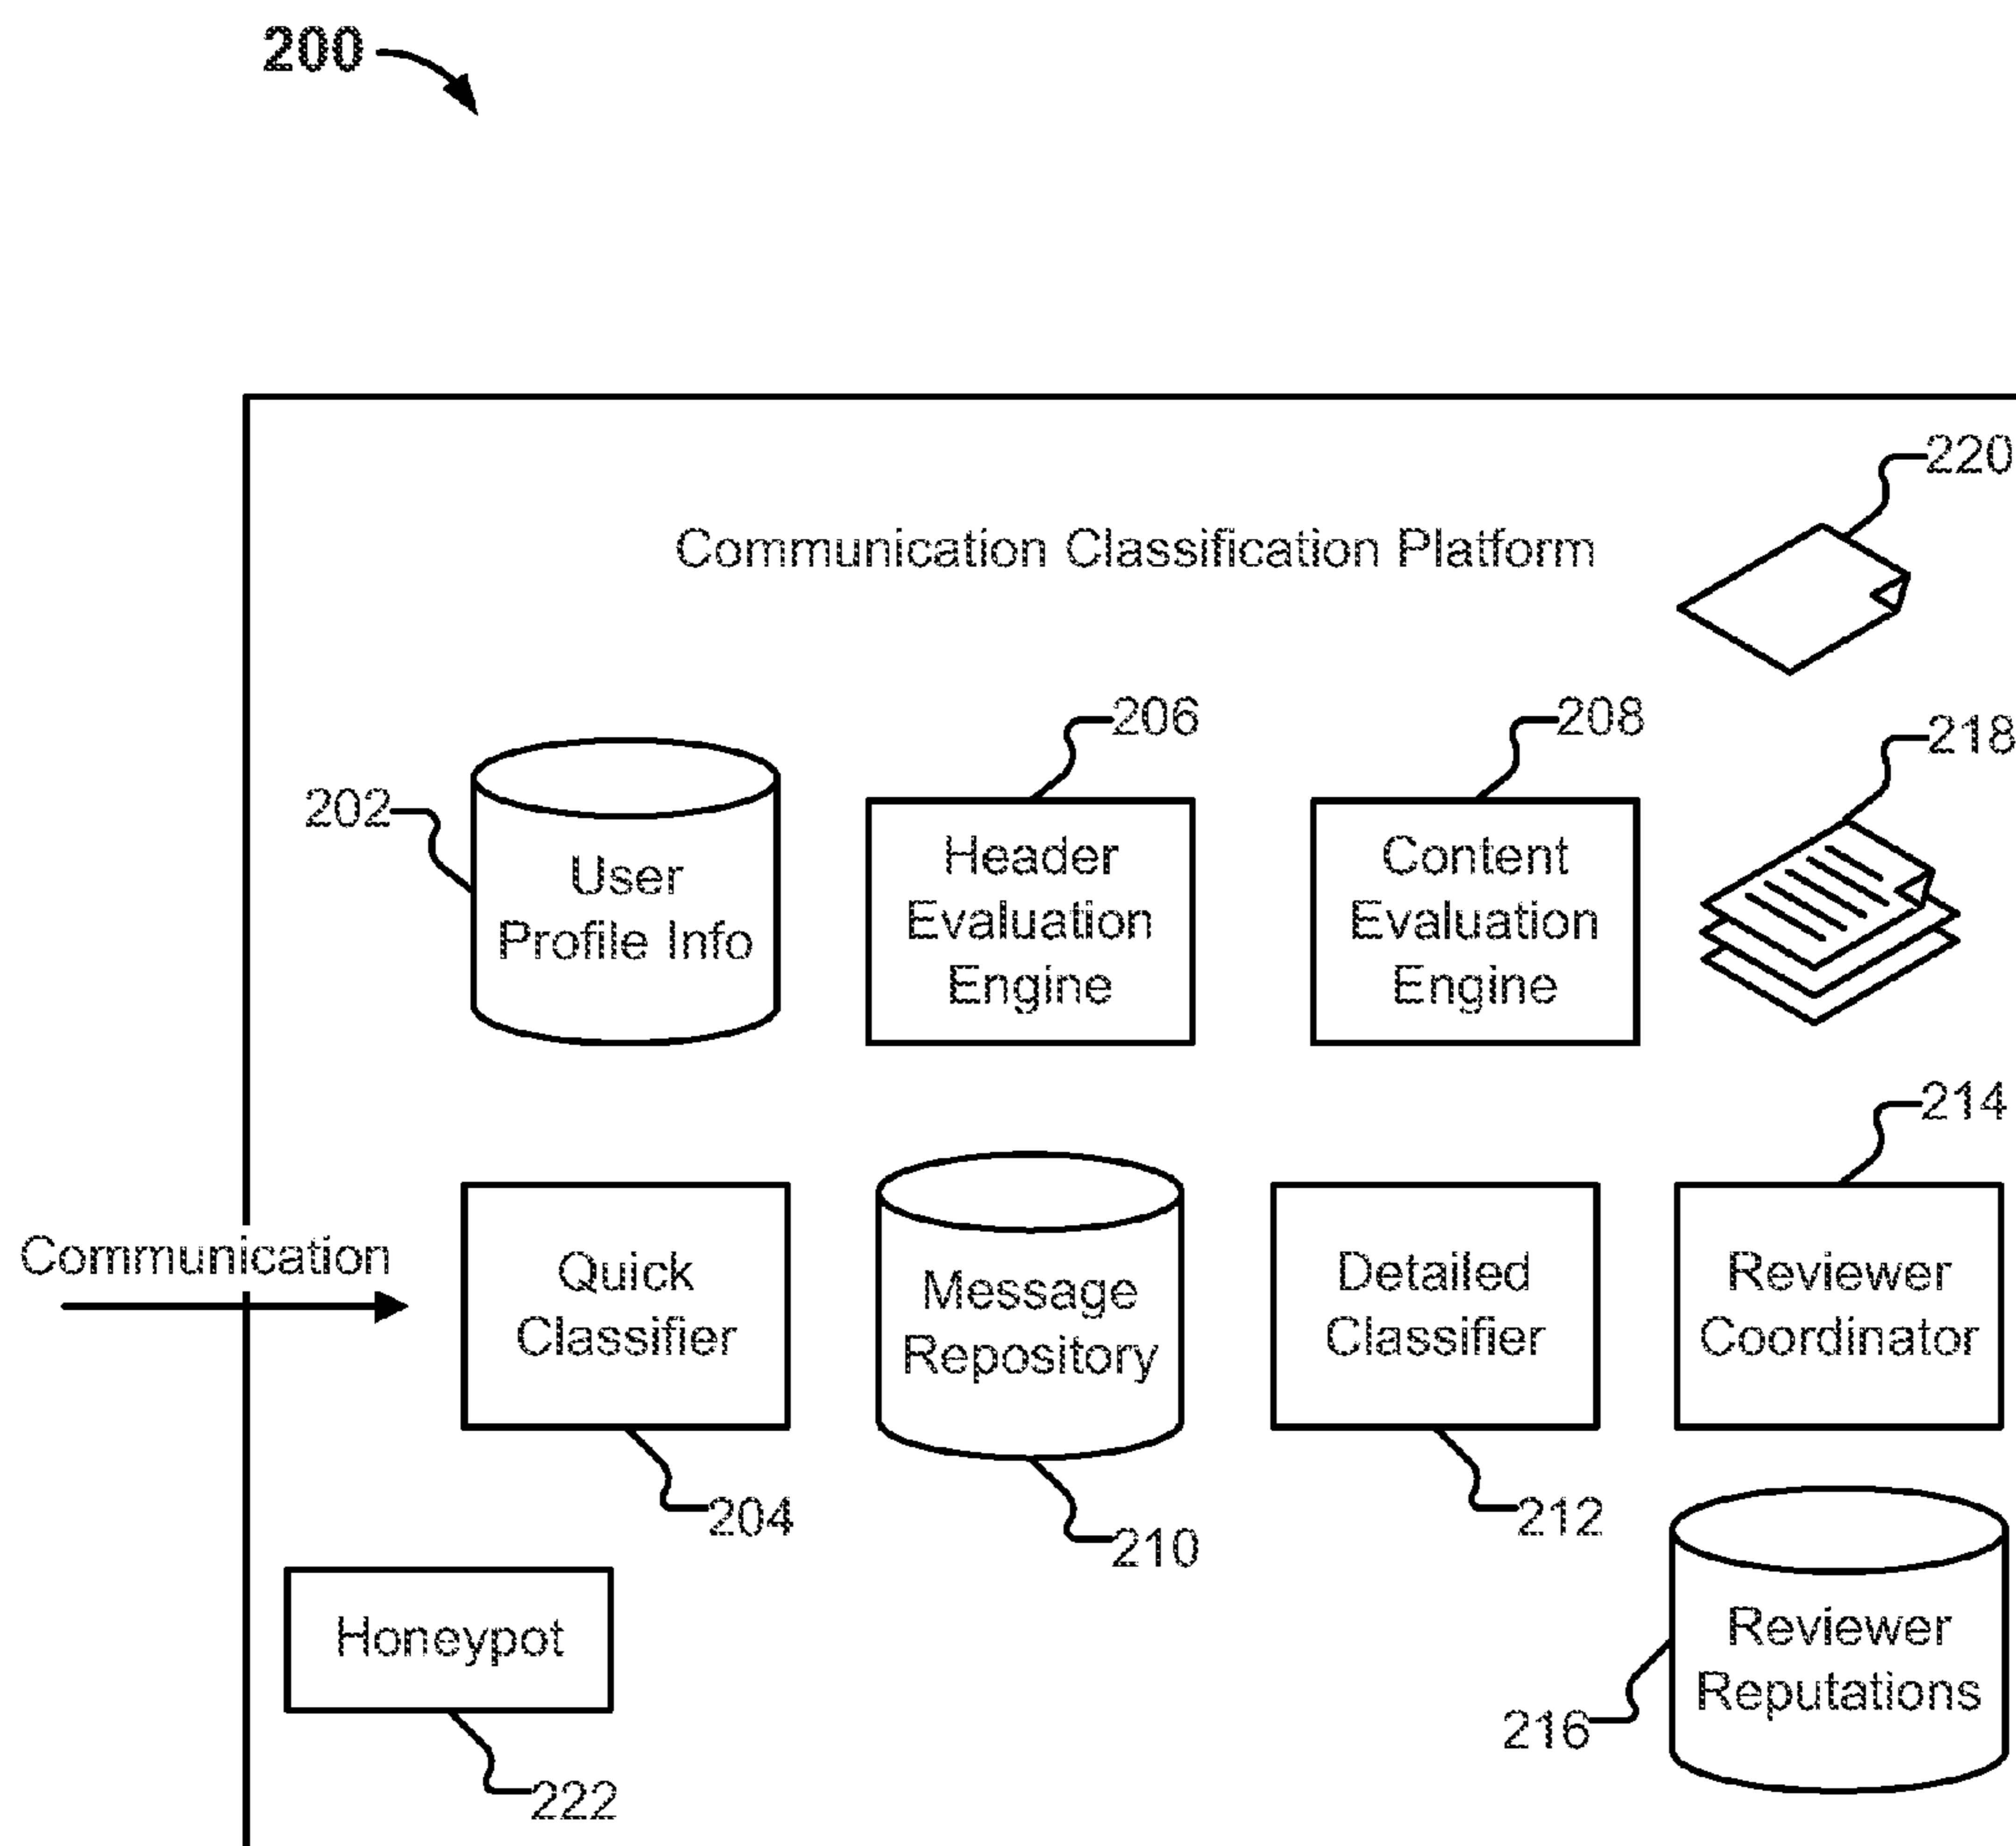 200
220
Communication Classification Platform
206
208
218
202
User
Profile Info
Header
Evaluation
Engine
Content
Evaluation
Engine
214
Communication
Quick
Classifier
Message
Repository
Detailed
Classifier
Reviewer
Coordinator
204
210
212
Honeypot
Reviewer
Reputations
216
222